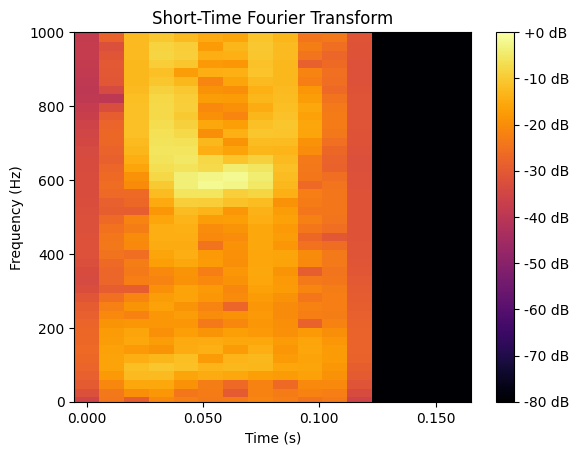 Short-Time Fourier Transform
1000
800
600
400
200
0
Frequency (Hz)
0.000
0.050
0.100
0.150
Time (s)
+0 dB
-10 dB
-20 dB
-30 dB
-40 dB
-50 dB
-60 dB
-70 dB
-80 dB